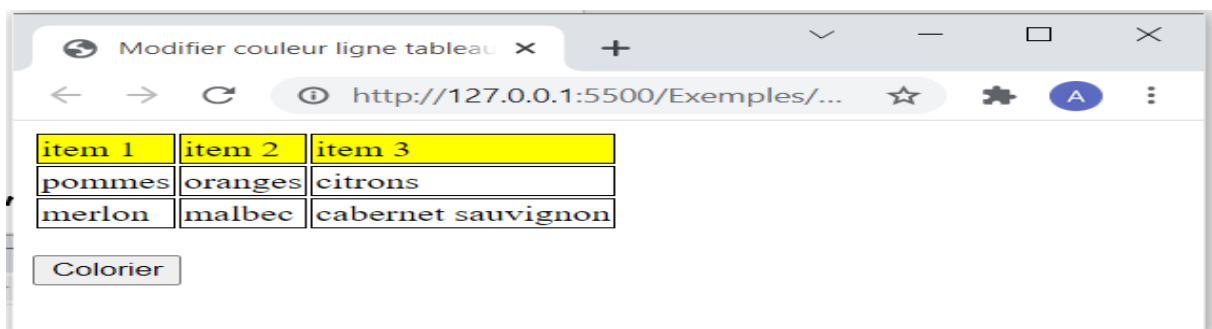 Modifier couleur ligne tableau
http://127.0.0.1:5500/Exemples/...
A
item 1 item 2 item 3
pommes oranges citrons
merlon malbec cabernet sauvignon
Colorier